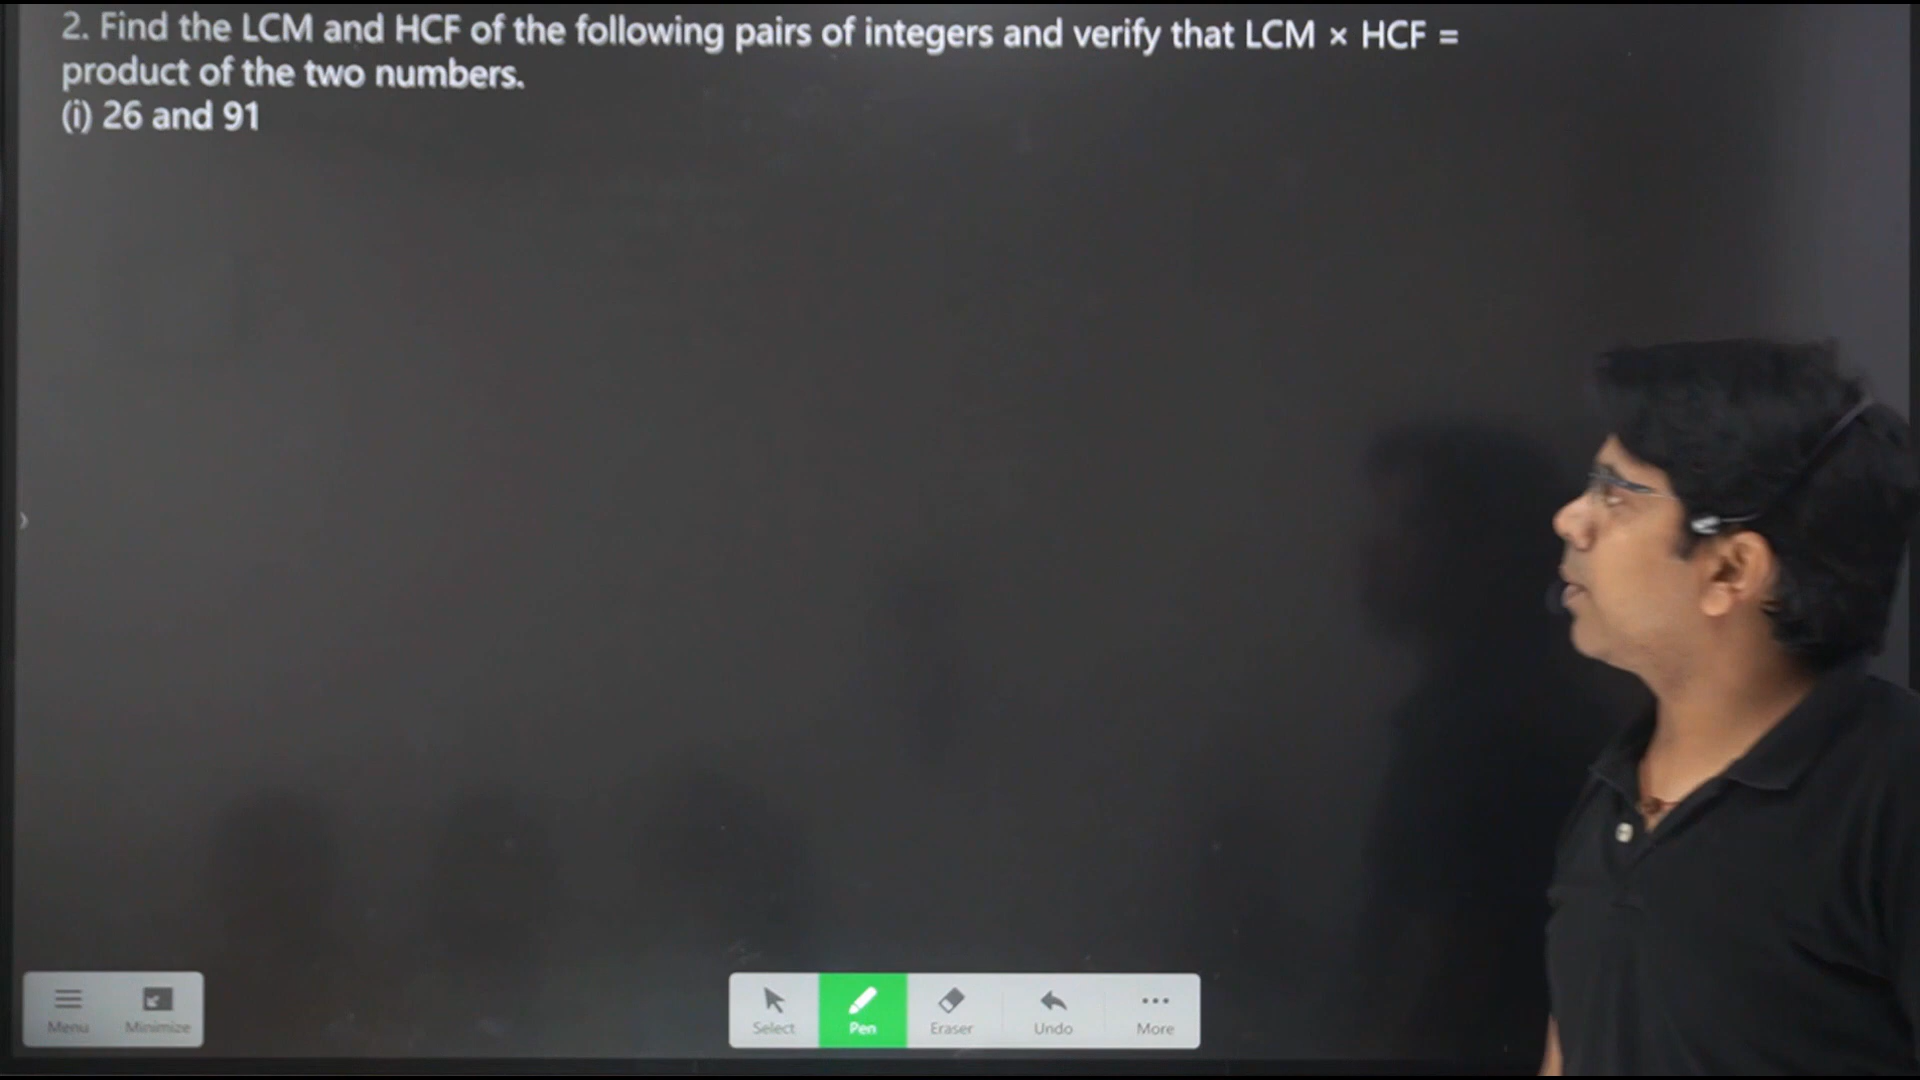 2. Find the LCM and HCF of the following pairs of integers and verify that LCM × HCF =
product of the two numbers.
(i) 26 and 91
Menu
Minimize
Select
Pen
Eraser
Undo
More